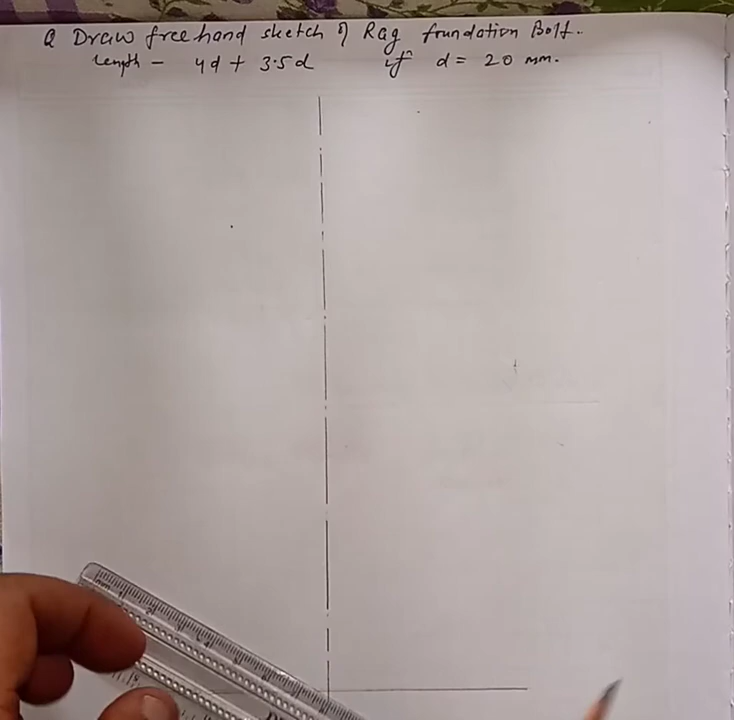 Q Draw free hand sketch of Rag foundation Bolt.
Length - 4d + 3.5d if d = 20 mm.